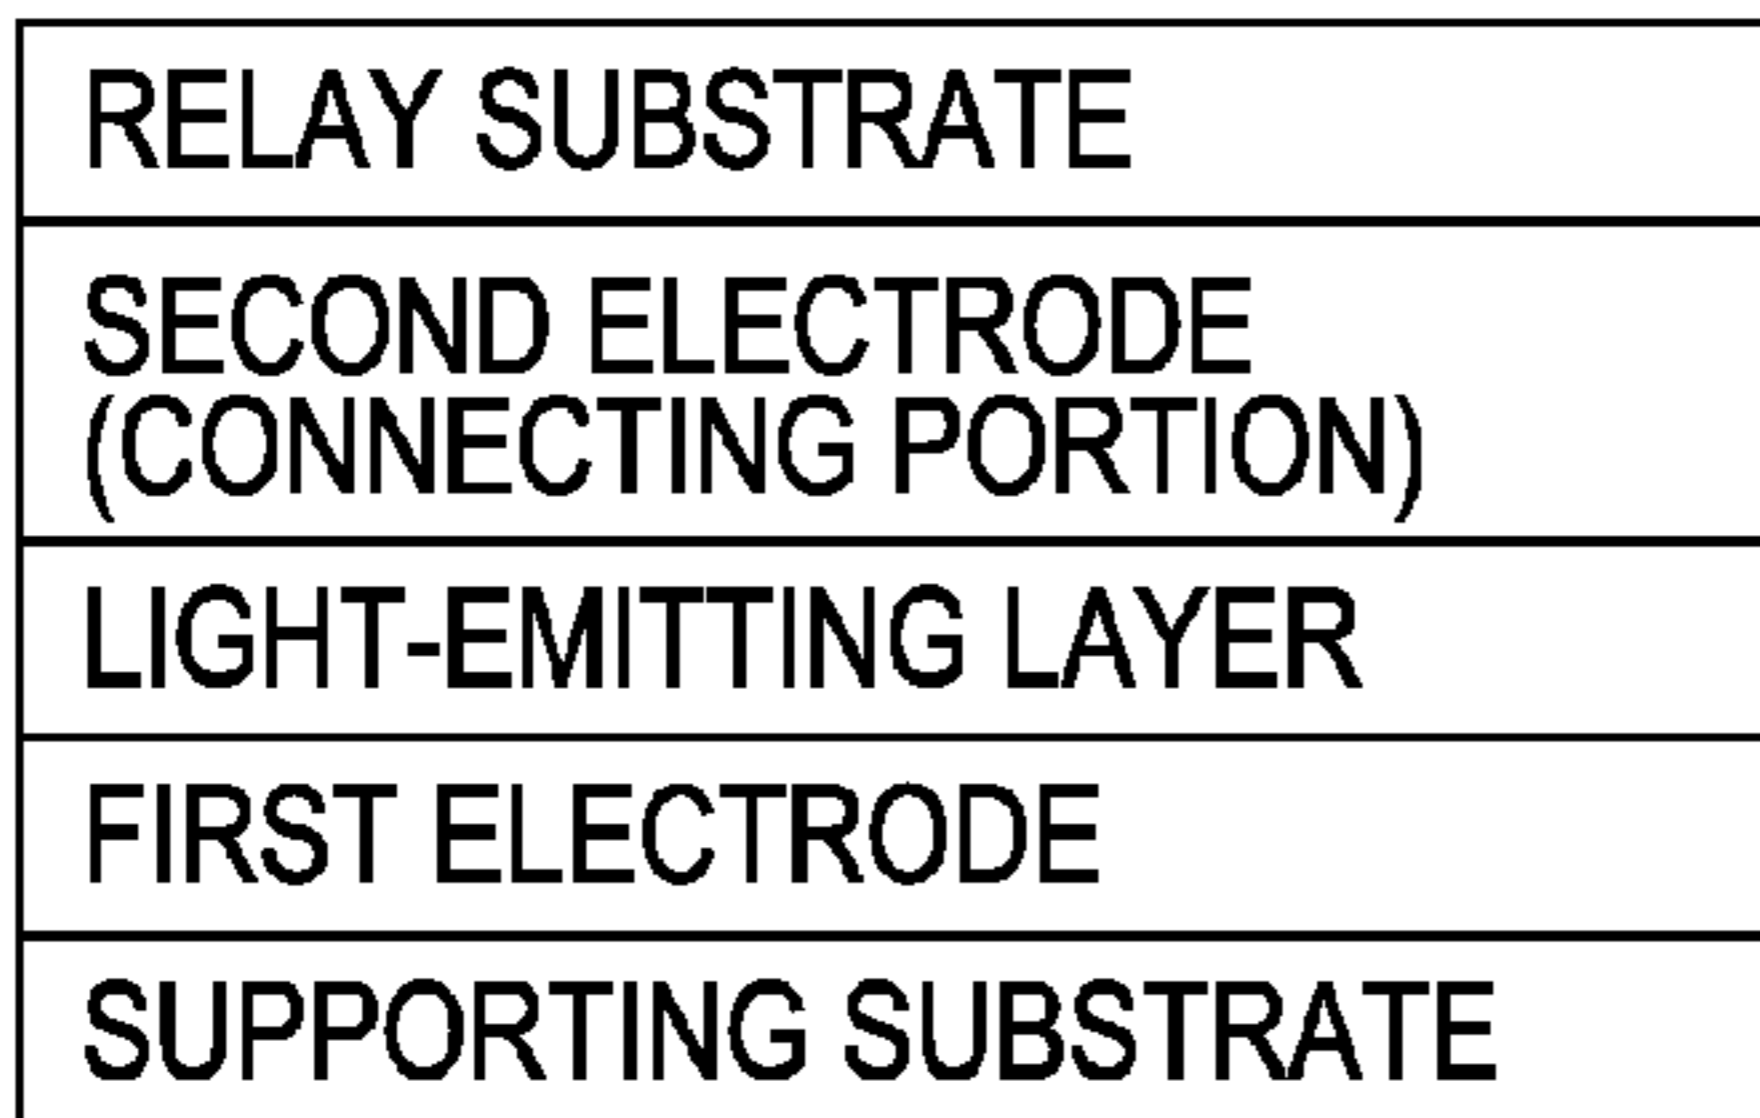 RELAY SUBSTRATE
SECOND ELECTRODE
(CONNECTING PORTION)
LIGHT-EMITTING LAYER
FIRST ELECTRODE
SUPPORTING SUBSTRATE